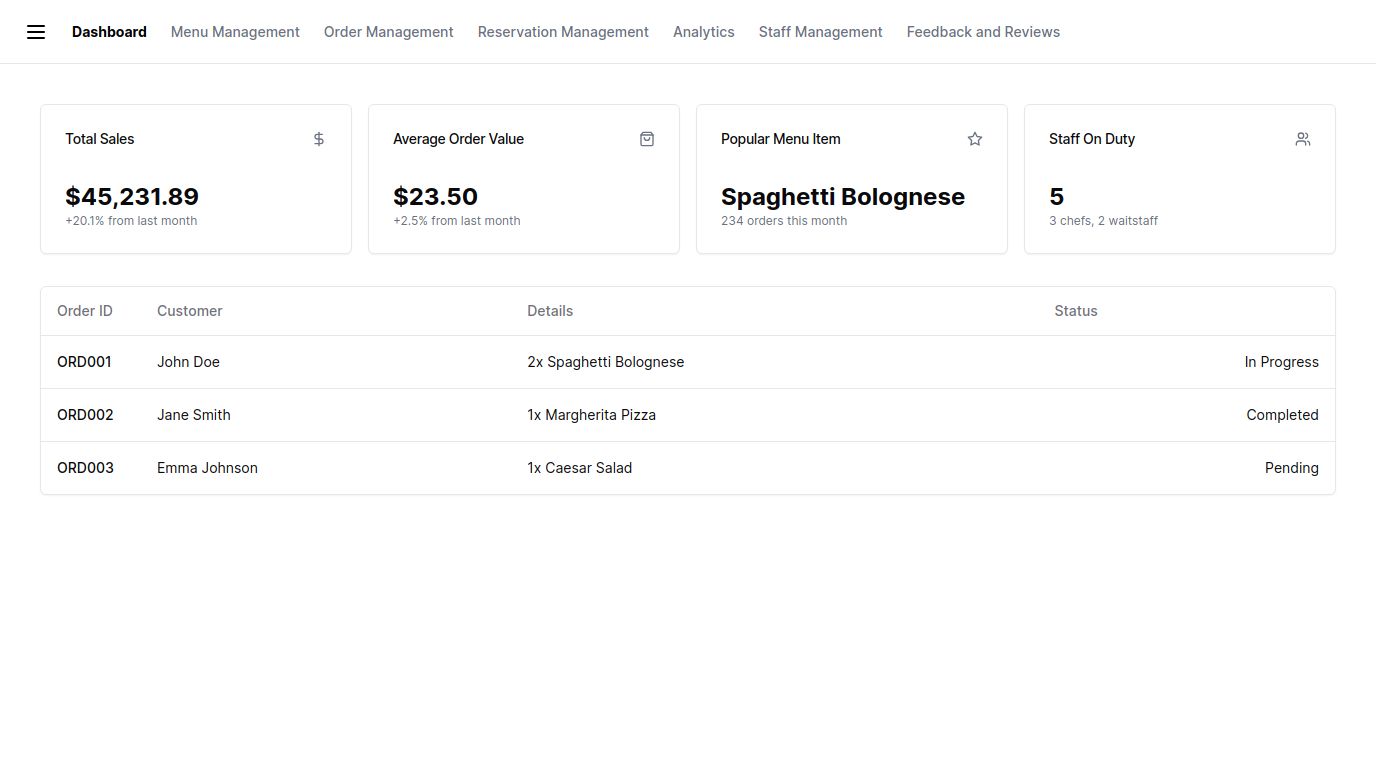 Dashboard Menu Management Order Management Reservation Management Analytics Staff Management Feedback and Reviews
Total Sales
$45,231.89
+20.1% from last month
Average Order Value
$23.50
+2.5% from last month
Popular Menu Item
Spaghetti Bolognese
234 orders this month
Staff On Duty
5
3 chefs, 2 waitstaff
Order ID Customer Details Status
ORD001 John Doe 2x Spaghetti Bolognese In Progress
ORD002 Jane Smith 1x Margherita Pizza Completed
ORD003 Emma Johnson 1x Caesar Salad Pending